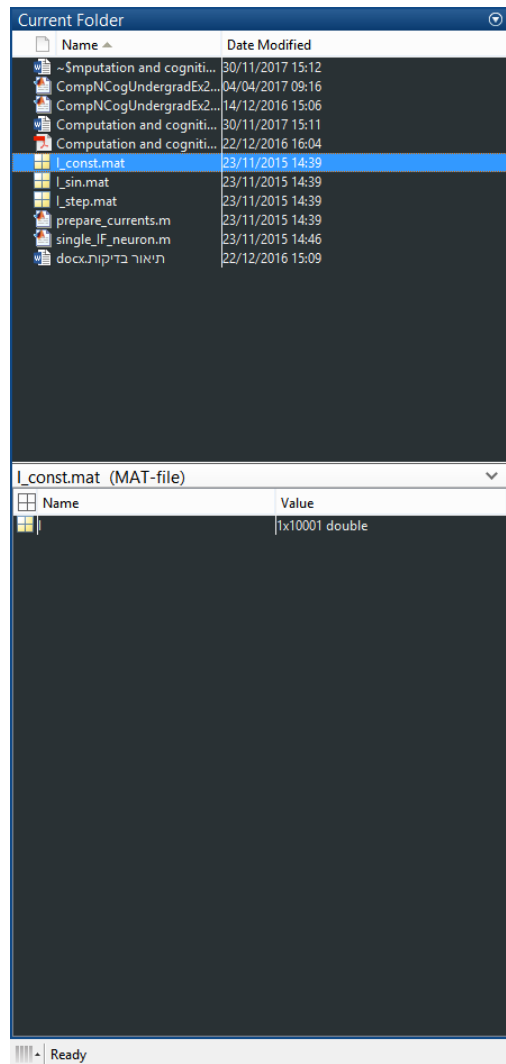 Current Folder
Name Date Modified
~$mputation and cogniti... 30/11/2017 15:12
CompNCogUndergradEx2... 04/04/2017 09:16
CompNCogUndergradEx2... 14/12/2016 15:06
Computation and cogniti... 30/11/2017 15:11
Computation and cogniti... 22/12/2016 16:04
I_const.mat 23/11/2015 14:39
I_sin.mat 23/11/2015 14:39
I_step.mat 23/11/2015 14:39
prepare_currents.m 23/11/2015 14:39
single_IF_neuron.m 23/11/2015 14:46
תיאור בדיקות.docx 22/12/2016 15:09
I_const.mat (MAT-file)
Name Value
I 1x10001 double
Ready